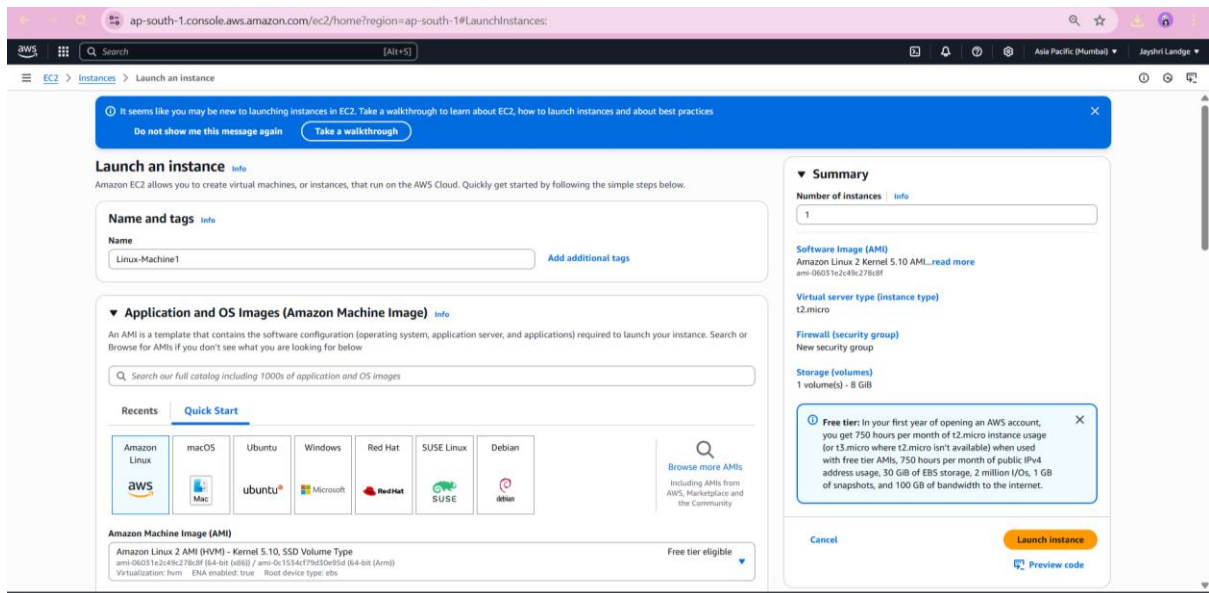 ap-south-1.console.aws.amazon.com/ec2/home?region=ap-south-1#LaunchInstances:
aws
Search [Alt+S]
Asia Pacific (Mumbai) Jayshri Landge
EC2 > Instances > Launch an instance
It seems like you may be new to launching instances in EC2. Take a walkthrough to learn about EC2, how to launch instances and about best practices
Do not show me this message again Take a walkthrough
Launch an instance Info
Amazon EC2 allows you to create virtual machines, or instances, that run on the AWS Cloud. Quickly get started by following the simple steps below.
Name and tags Info
Name
Linux-Machine1 Add additional tags
Application and OS Images (Amazon Machine Image) Info
An AMI is a template that contains the software configuration (operating system, application server, and applications) required to launch your instance. Search or
Browse for AMIs if you don't see what you are looking for below
Search our full catalog including 1000s of application and OS images
Recents Quick Start
Amazon Linux
aws
macOS
Mac
Ubuntu
ubuntu
Windows
Microsoft
Red Hat
RedHat
SUSE Linux
SUSE
Debian
debian
Browse more AMIs
Including AMIs from
AWS, Marketplace and
the Community
Amazon Machine Image (AMI)
Amazon Linux 2 AMI (HVM) - Kernel 5.10, SSD Volume Type Free tier eligible
ami-06031e2c49c278c8f (64-bit (x86)) / ami-0c1534cf79d30e95d (64-bit (Arm))
Virtualization: hvm ENA enabled: true Root device type: ebs
Summary
Number of instances Info
1
Software Image (AMI)
Amazon Linux 2 Kernel 5.10 AMI...read more
ami-06031e2c49c278c8f
Virtual server type (instance type)
t2.micro
Firewall (security group)
New security group
Storage (volumes)
1 volume(s) - 8 GiB
Free tier: In your first year of opening an AWS account,
you get 750 hours per month of t2.micro instance usage
(or t3.micro where t2.micro isn't available) when used
with free tier AMIs, 750 hours per month of public IPv4
address usage, 30 GiB of EBS storage, 2 million I/Os, 1 GB
of snapshots, and 100 GB of bandwidth to the internet.
Cancel Launch instance
Preview code